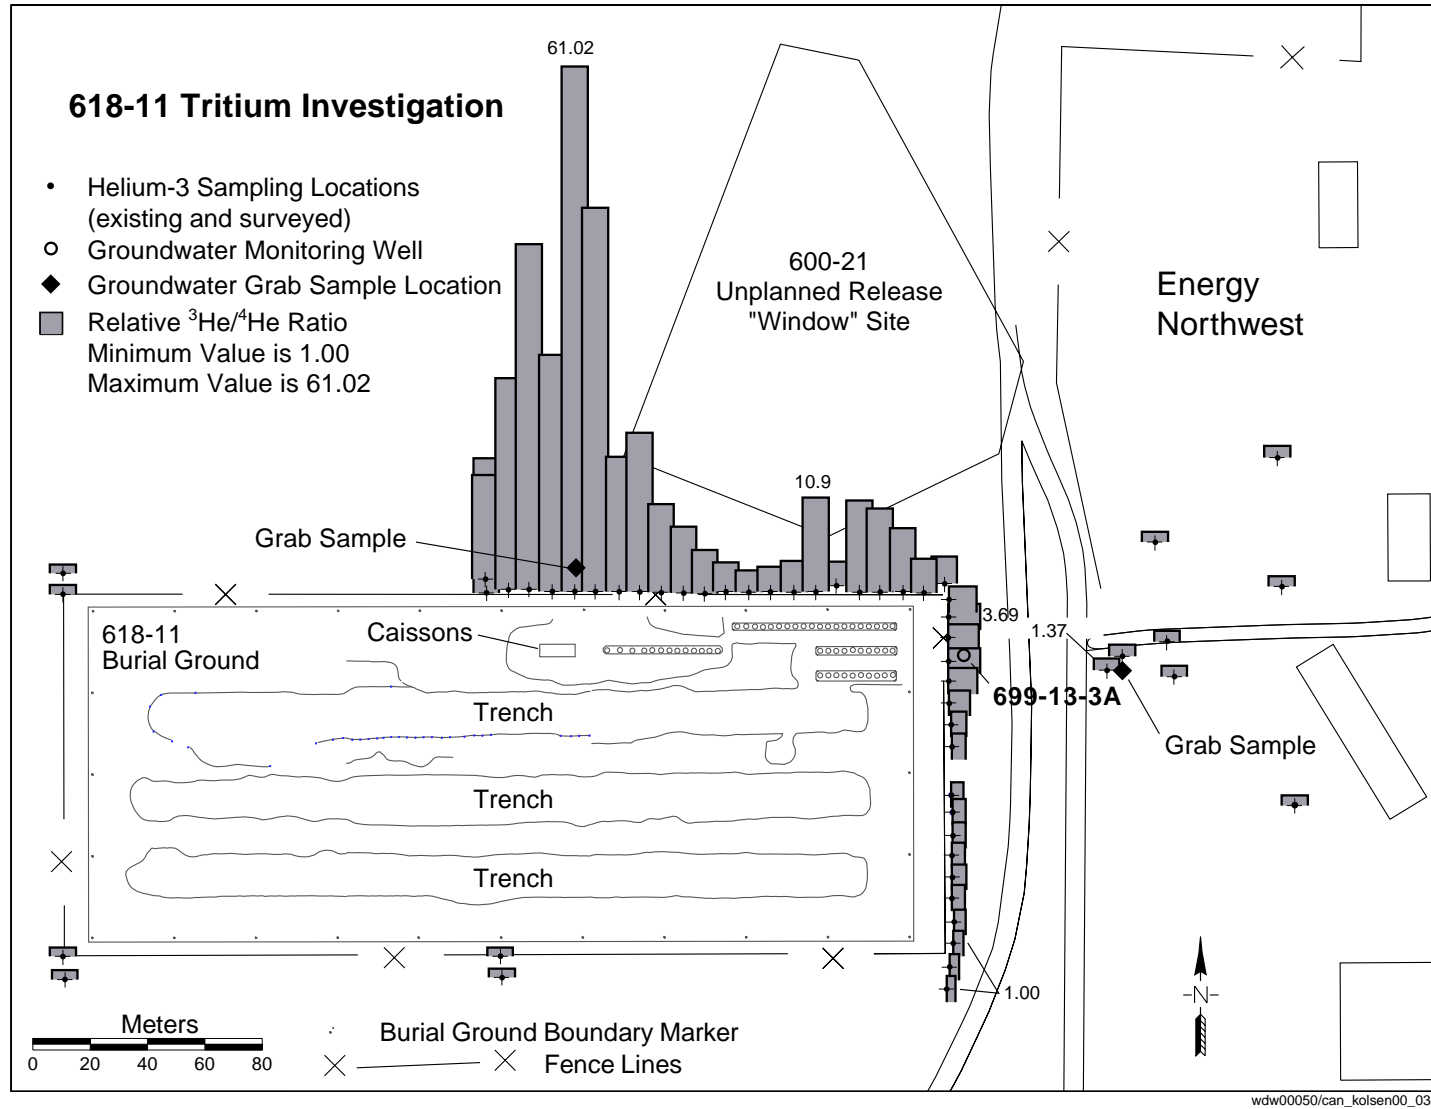 61.02
618-11 Tritium Investigation
Helium-3 Sampling Locations
(existing and surveyed)
Groundwater Monitoring Well
Groundwater Grab Sample Location
Relative ³He/⁴He Ratio
Minimum Value is 1.00
Maximum Value is 61.02
600-21
Unplanned Release
"Window" Site
Energy
Northwest
10.9
Grab Sample
618-11
Burial Ground
Caissons
3.69
1.37
699-13-3A
Trench
Grab Sample
Trench
Trench
1.00
N
Meters
0 20 40 60 80
Burial Ground Boundary Marker
Fence Lines
wdw00050/can_kolsen00_03